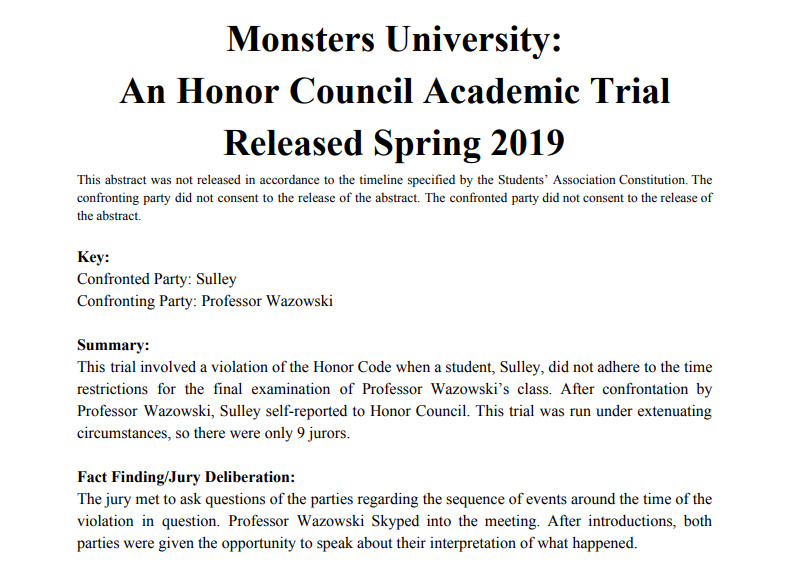 Monsters University:
An Honor Council Academic Trial
Released Spring 2019
This abstract was not released in accordance to the timeline specified by the Students’ Association Constitution. The
confronting party did not consent to the release of the abstract. The confronted party did not consent to the release of
the abstract.
Key:
Confronted Party: Sulley
Confronting Party: Professor Wazowski
Summary:
This trial involved a violation of the Honor Code when a student, Sulley, did not adhere to the time
restrictions for the final examination of Professor Wazowski’s class. After confrontation by
Professor Wazowski, Sulley self-reported to Honor Council. This trial was run under extenuating
circumstances, so there were only 9 jurors.
Fact Finding/Jury Deliberation:
The jury met to ask questions of the parties regarding the sequence of events around the time of the
violation in question. Professor Wazowski Skyped into the meeting. After introductions, both
parties were given the opportunity to speak about their interpretation of what happened.